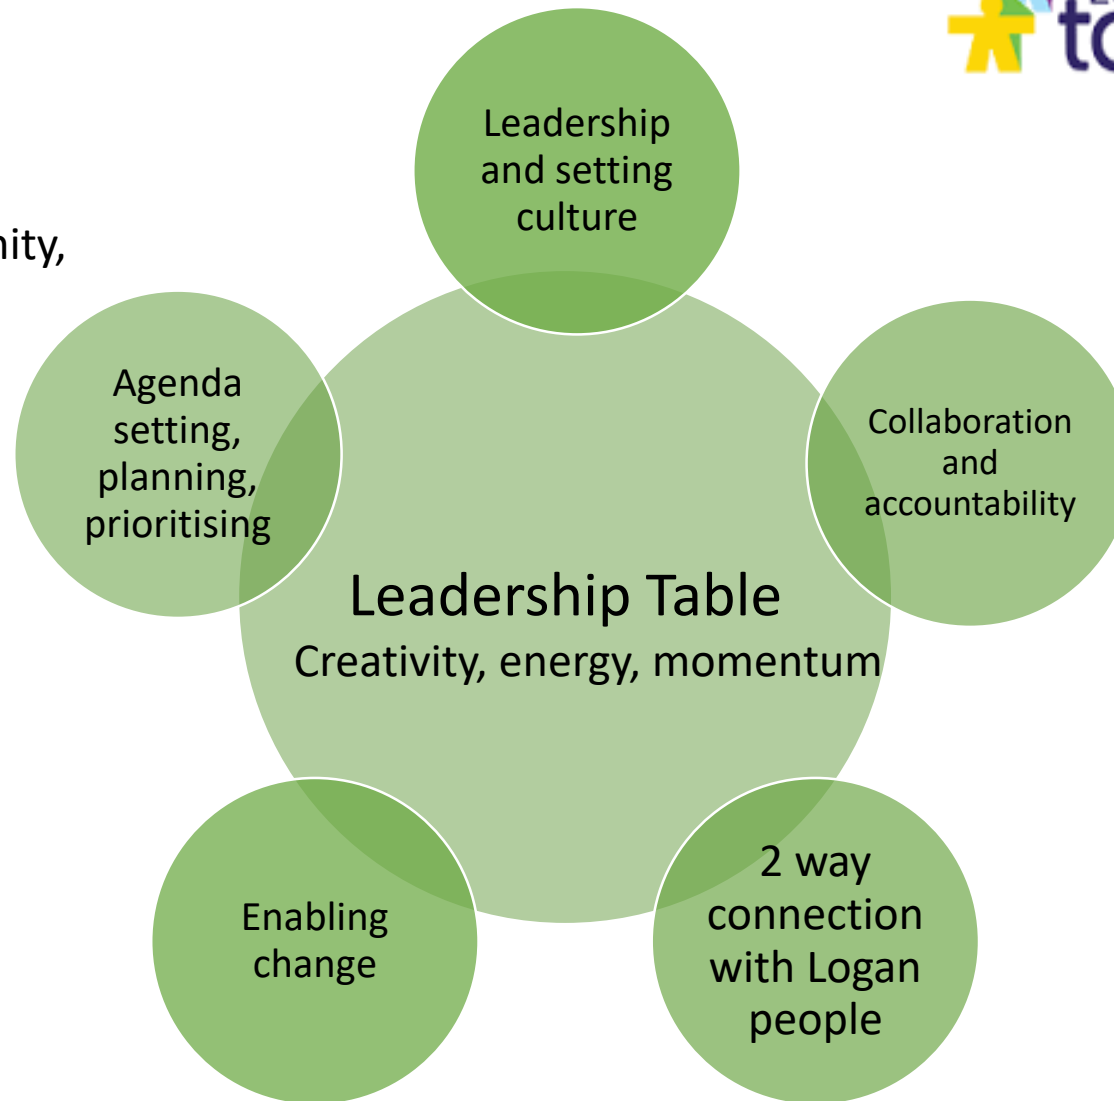 Leadership
and setting
culture
Agenda
setting,
planning,
prioritising
Collaboration
and
accountability
Leadership Table
Creativity, energy, momentum
Enabling
change
2 way
connection
with Logan
people